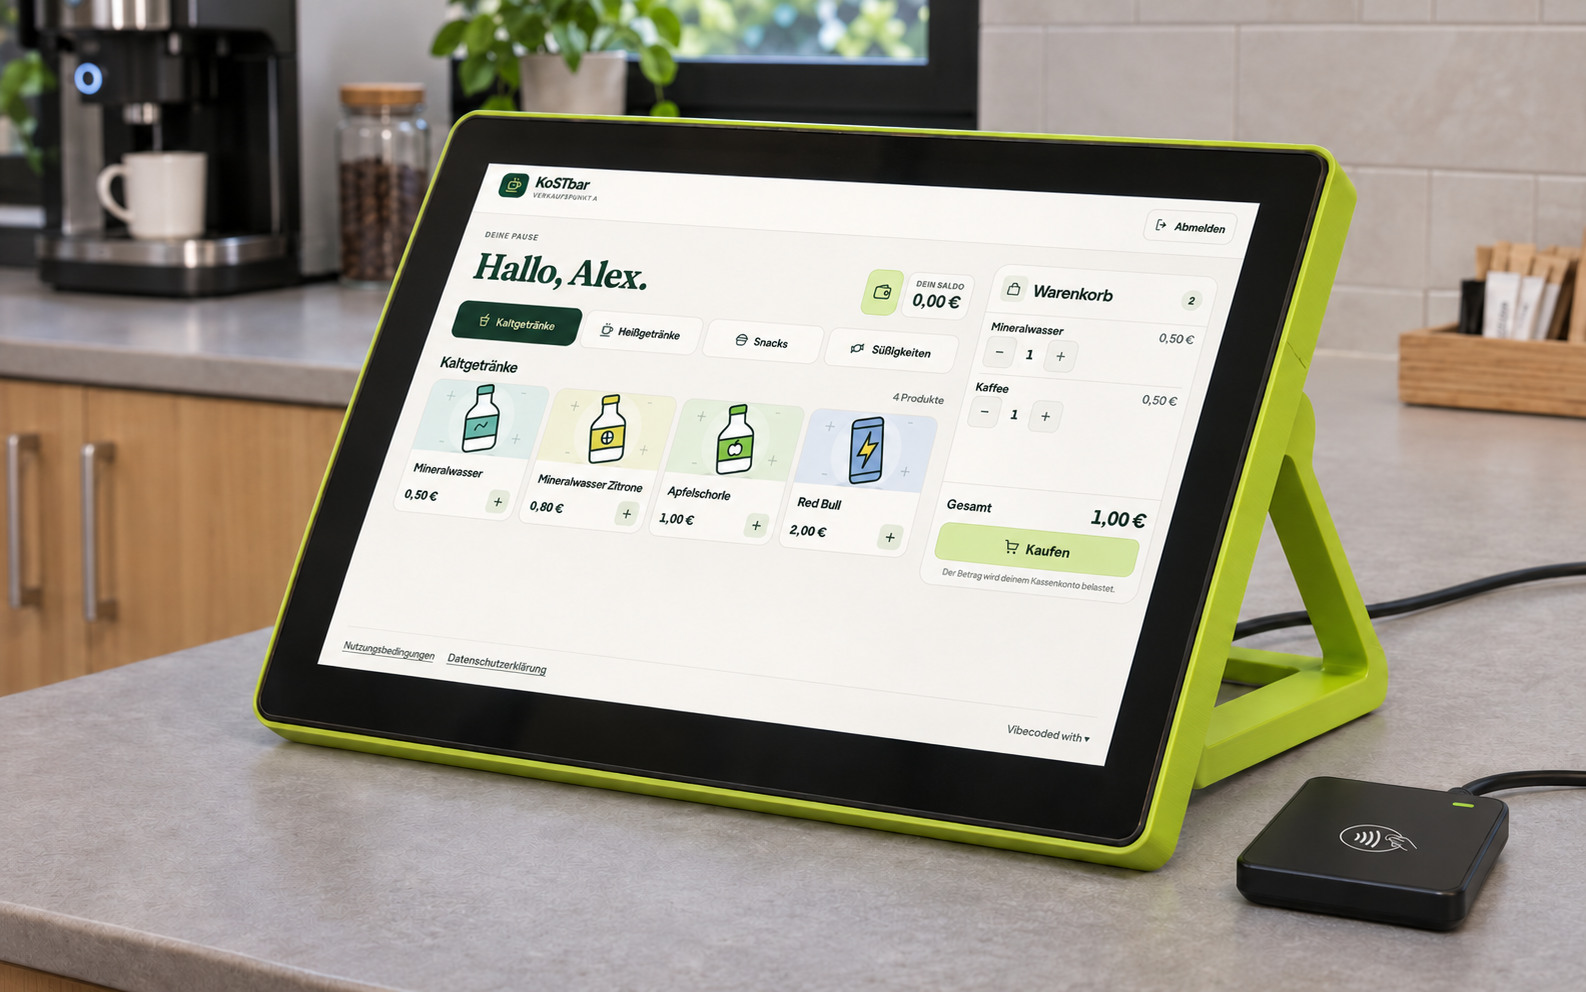 KoSTbar
VERKAUFSPUNKT A
Abmelden
DEINE PAUSE
Hallo, Alex.
DEIN SALDO
0,00 €
Kaltgetränke
Heißgetränke
Snacks
Süßigkeiten
Kaltgetränke
4 Produkte
Mineralwasser
0,50 €
+
Mineralwasser Zitrone
0,80 €
+
Apfelschorle
1,00 €
+
Red Bull
2,00 €
+
Warenkorb
2
Mineralwasser
0,50 €
− 1 +
Kaffee
0,50 €
− 1 +
Gesamt
1,00 €
Kaufen
Der Betrag wird deinem Kassenkonto belastet.
Nutzungsbedingungen
Datenschutzerklärung
Vibecoded with ♥